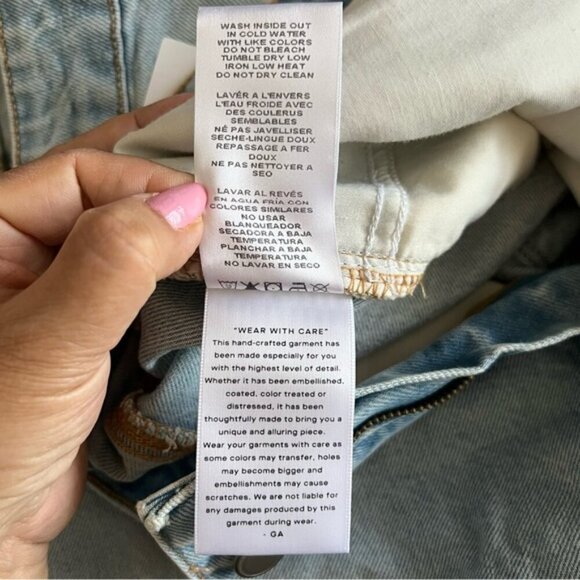 WASH INSIDE OUT
IN COLD WATER
WITH LIKE COLORS
DO NOT BLEACH
TUMBLE DRY LOW
IRON LOW HEAT
DO NOT DRY CLEAN
LAVÉR A L'ENVERS
L'EAU FROIDE AVEC
DES COULERUS
SEMBLABLES
NÉ PAS JAVELLISER
SECHE-LINGUE DOUX
REPASSAGE A FER
DOUX
NE PAS NETTOYER A
SEO
LAVAR AL REVÉS
EN AGUA FRÍA CON
COLORES SIMILARES
NO USAR
BLANQUEADOR
SECADORA A BAJA
TEMPERATURA
PLANCHAR A BAJA
TEMPERATURA
NO LAVAR EN SECO
"WEAR WITH CARE"
This hand-crafted garment has
been made especially for you
with the highest level of detail.
Whether it has been embellished,
coated, color treated or
distressed, it has been
thoughtfully made to bring you a
unique and alluring piece.
Wear your garments with care as
some colors may transfer, holes
may become bigger and
embellishments may cause
scratches. We are not liable for
any damages produced by this
garment during wear.
- GA